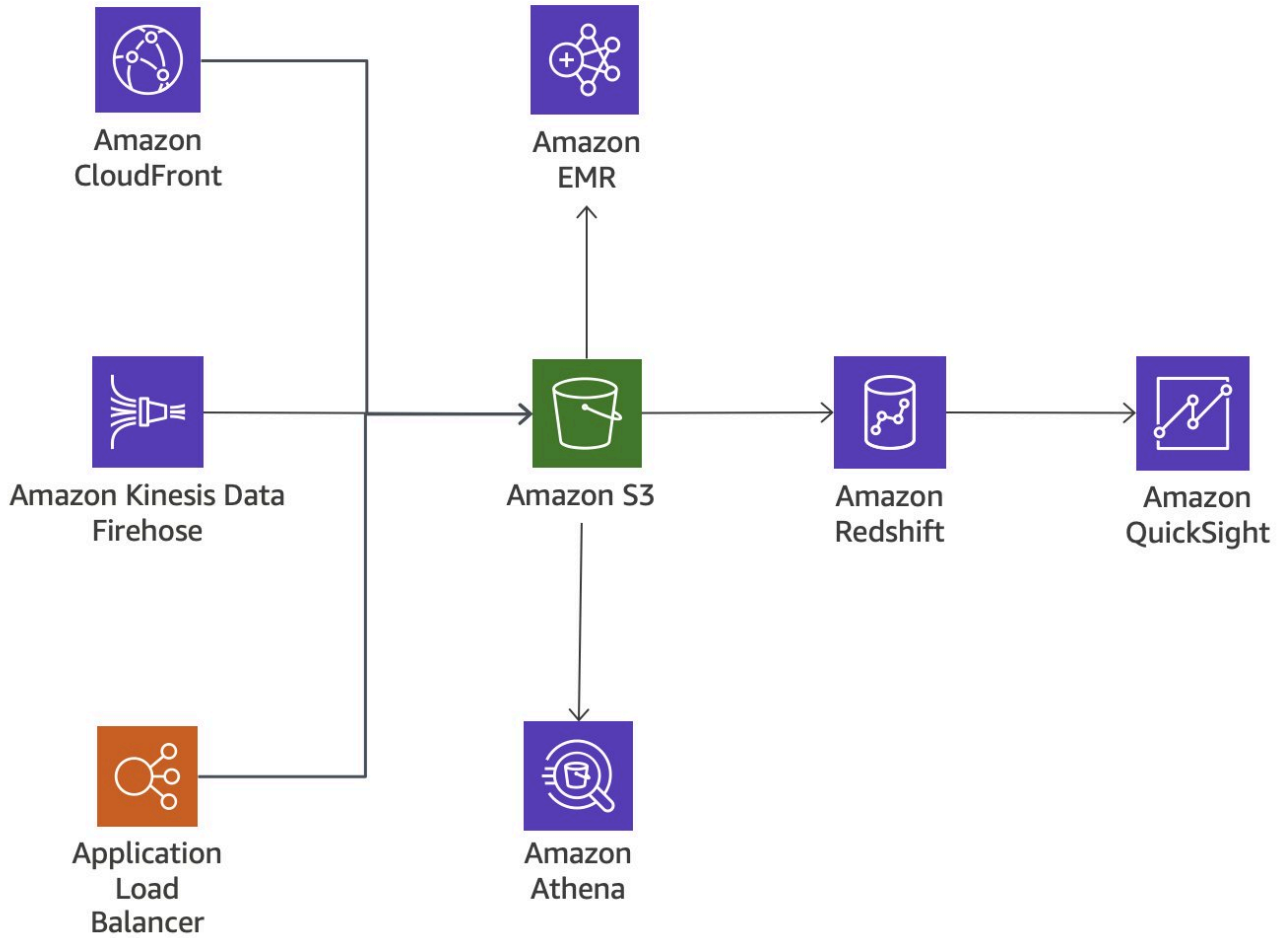 Amazon
CloudFront
Amazon
EMR
Amazon Kinesis Data
Firehose
Amazon S3
Amazon
Redshift
Amazon
QuickSight
Application
Load
Balancer
Amazon
Athena